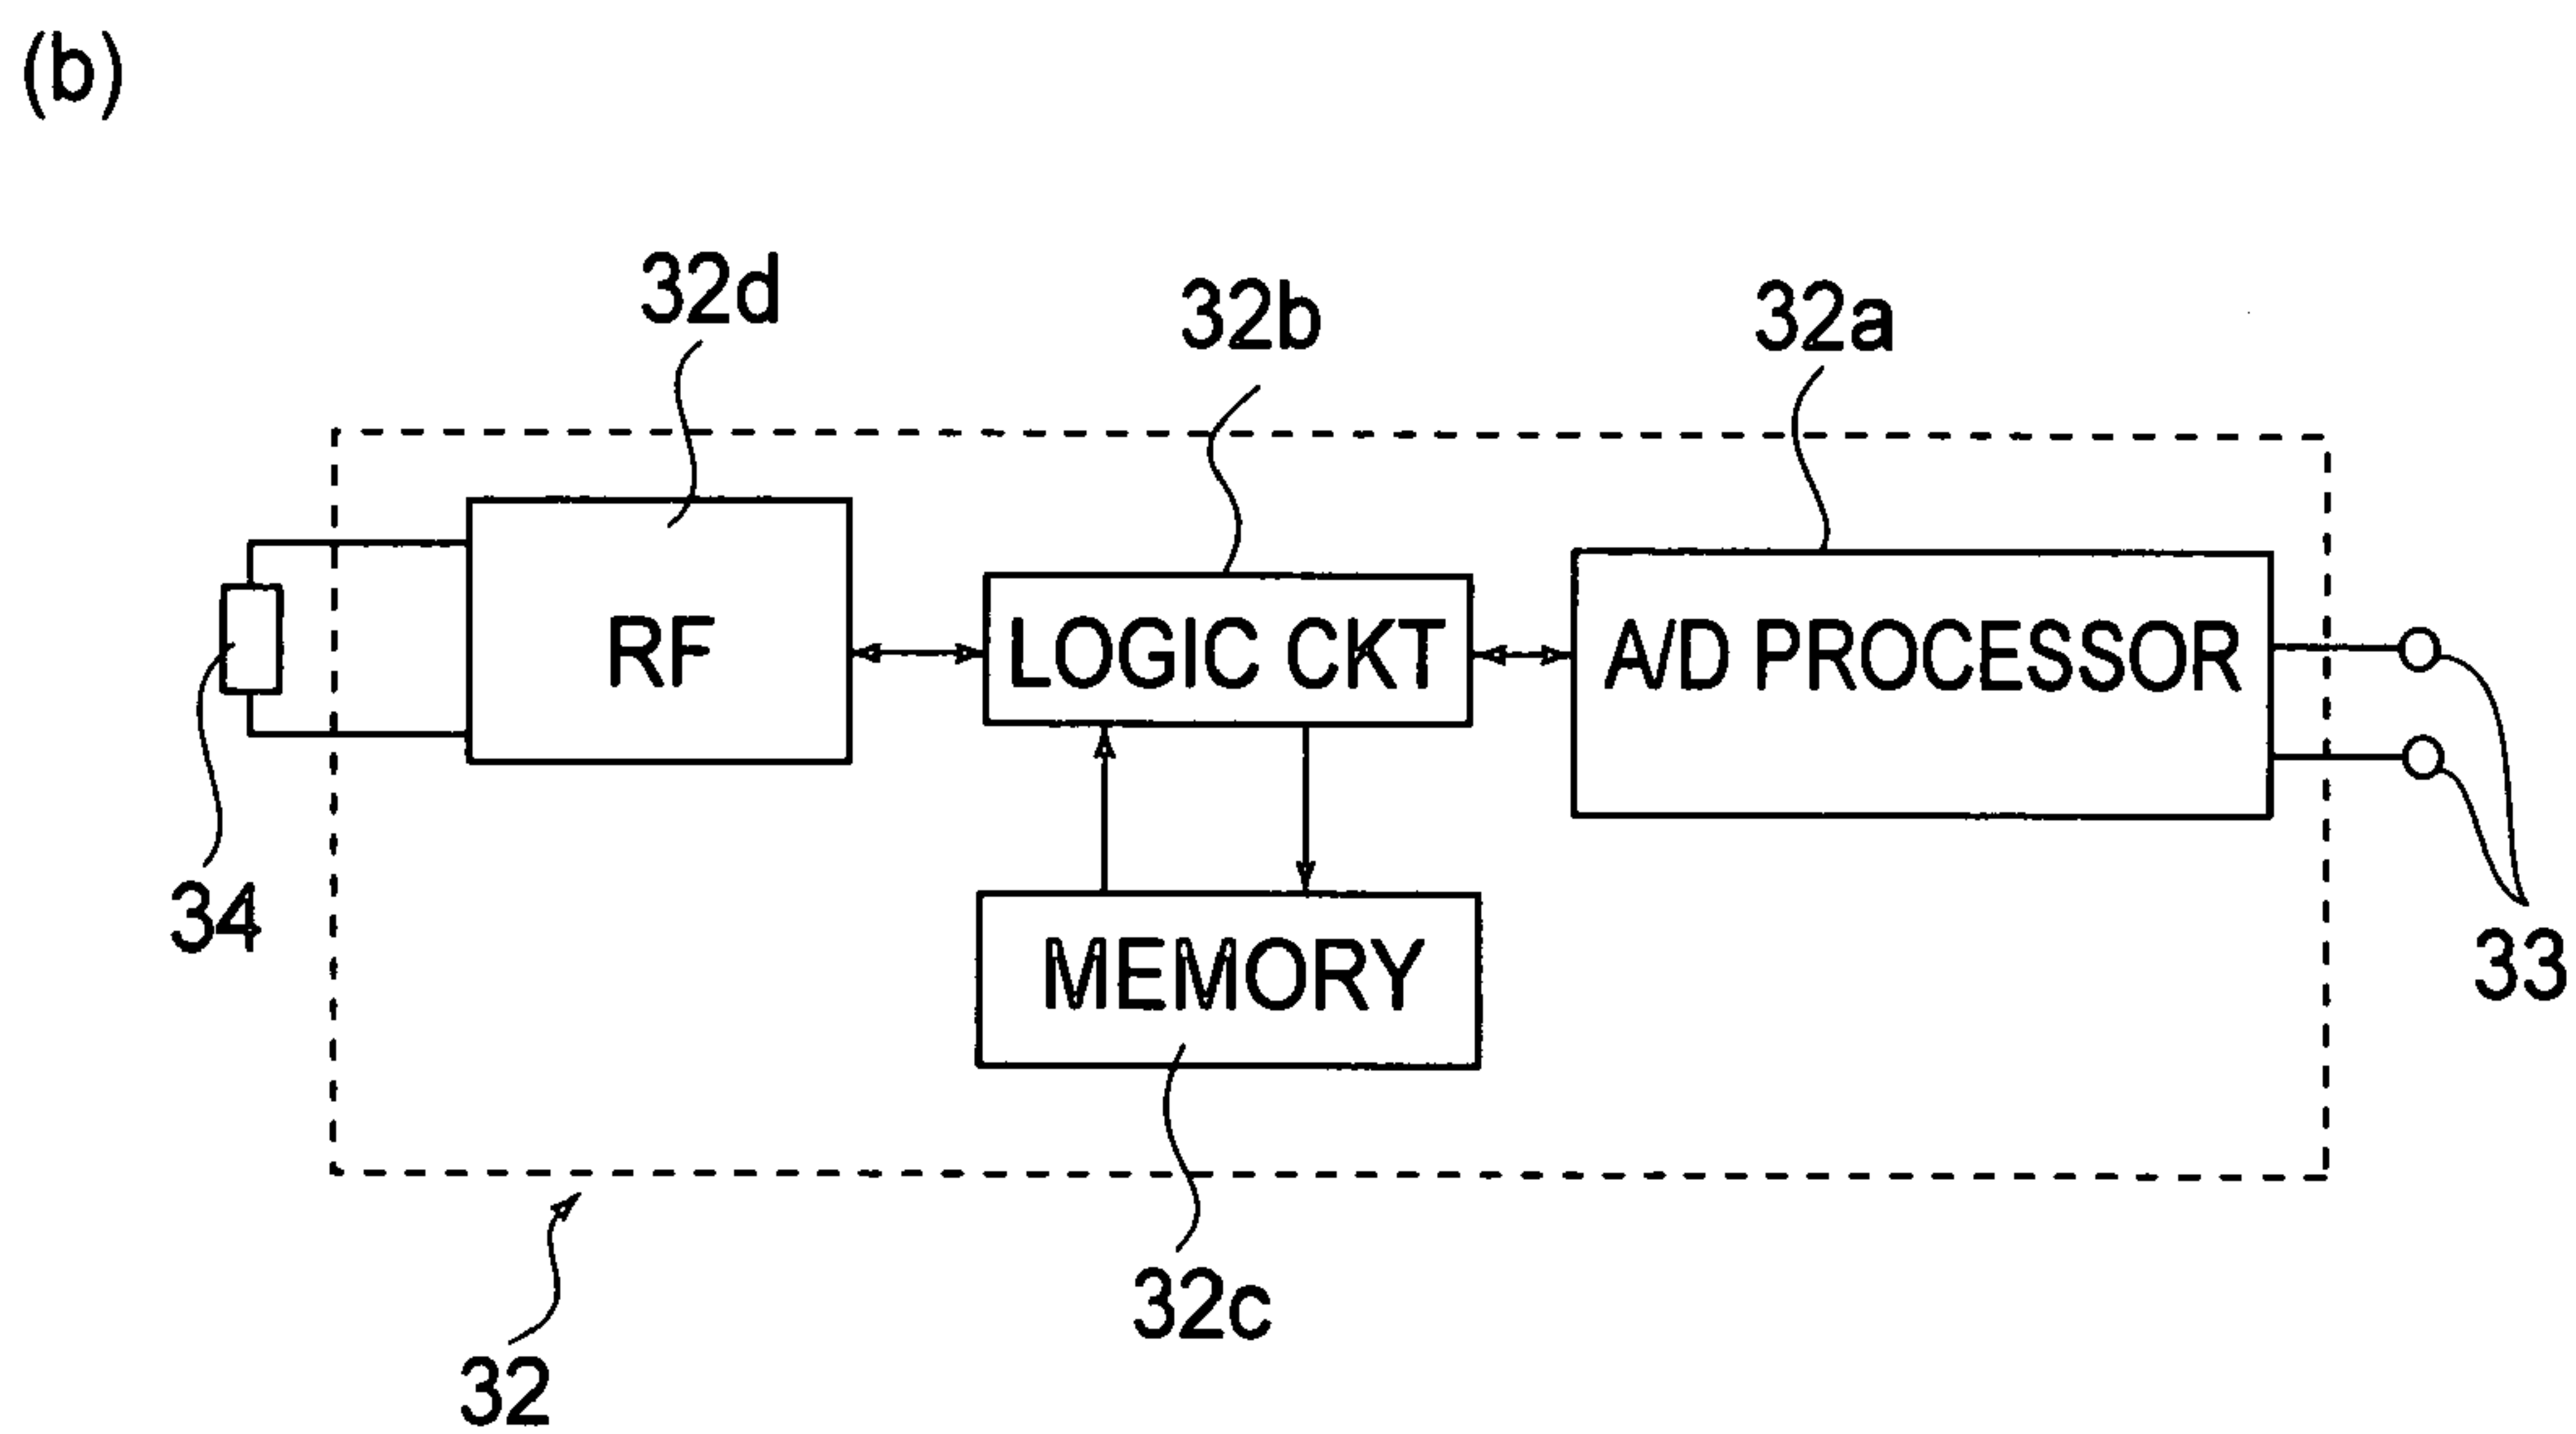 (b)
32d
32b
32a
RF
LOGIC CKT
A/D PROCESSOR
34
MEMORY
33
32c
32